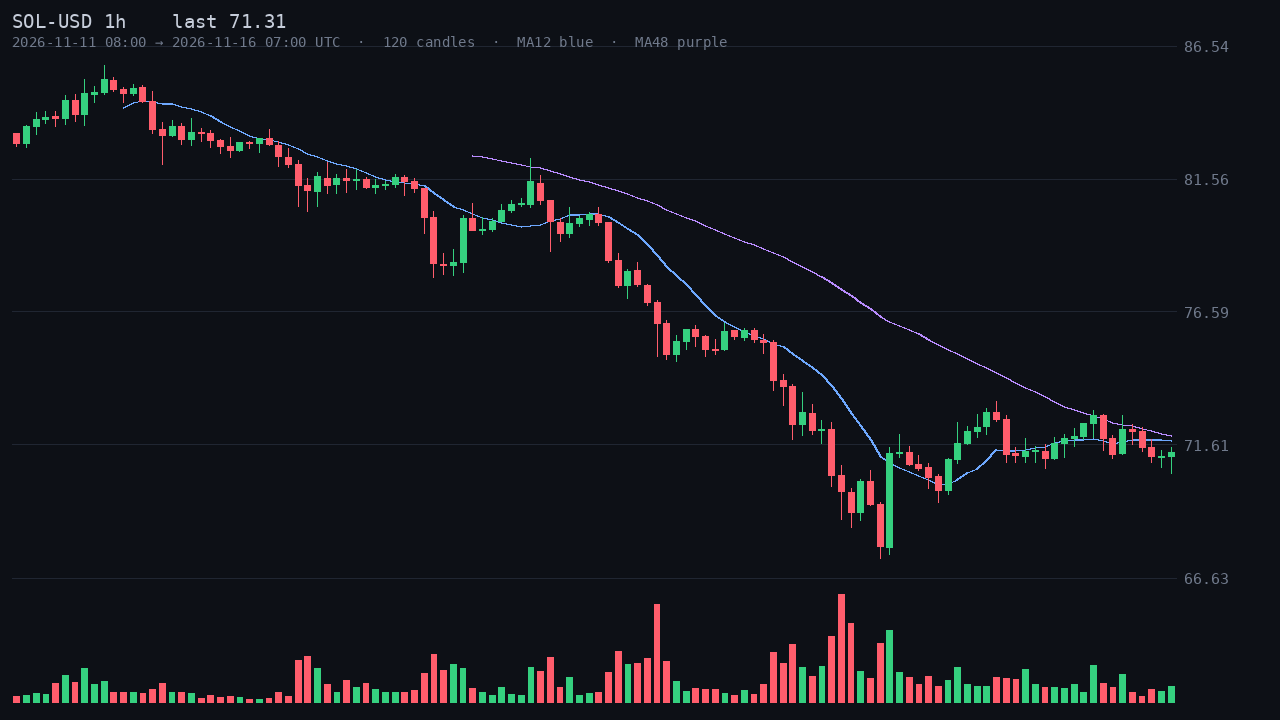 SOL-USD 1h    last 71.31
2026-11-11 08:00 → 2026-11-16 07:00 UTC  ·  120 candles  ·  MA12 blue  ·  MA48 purple
86.54
81.56
76.59
71.61
66.63